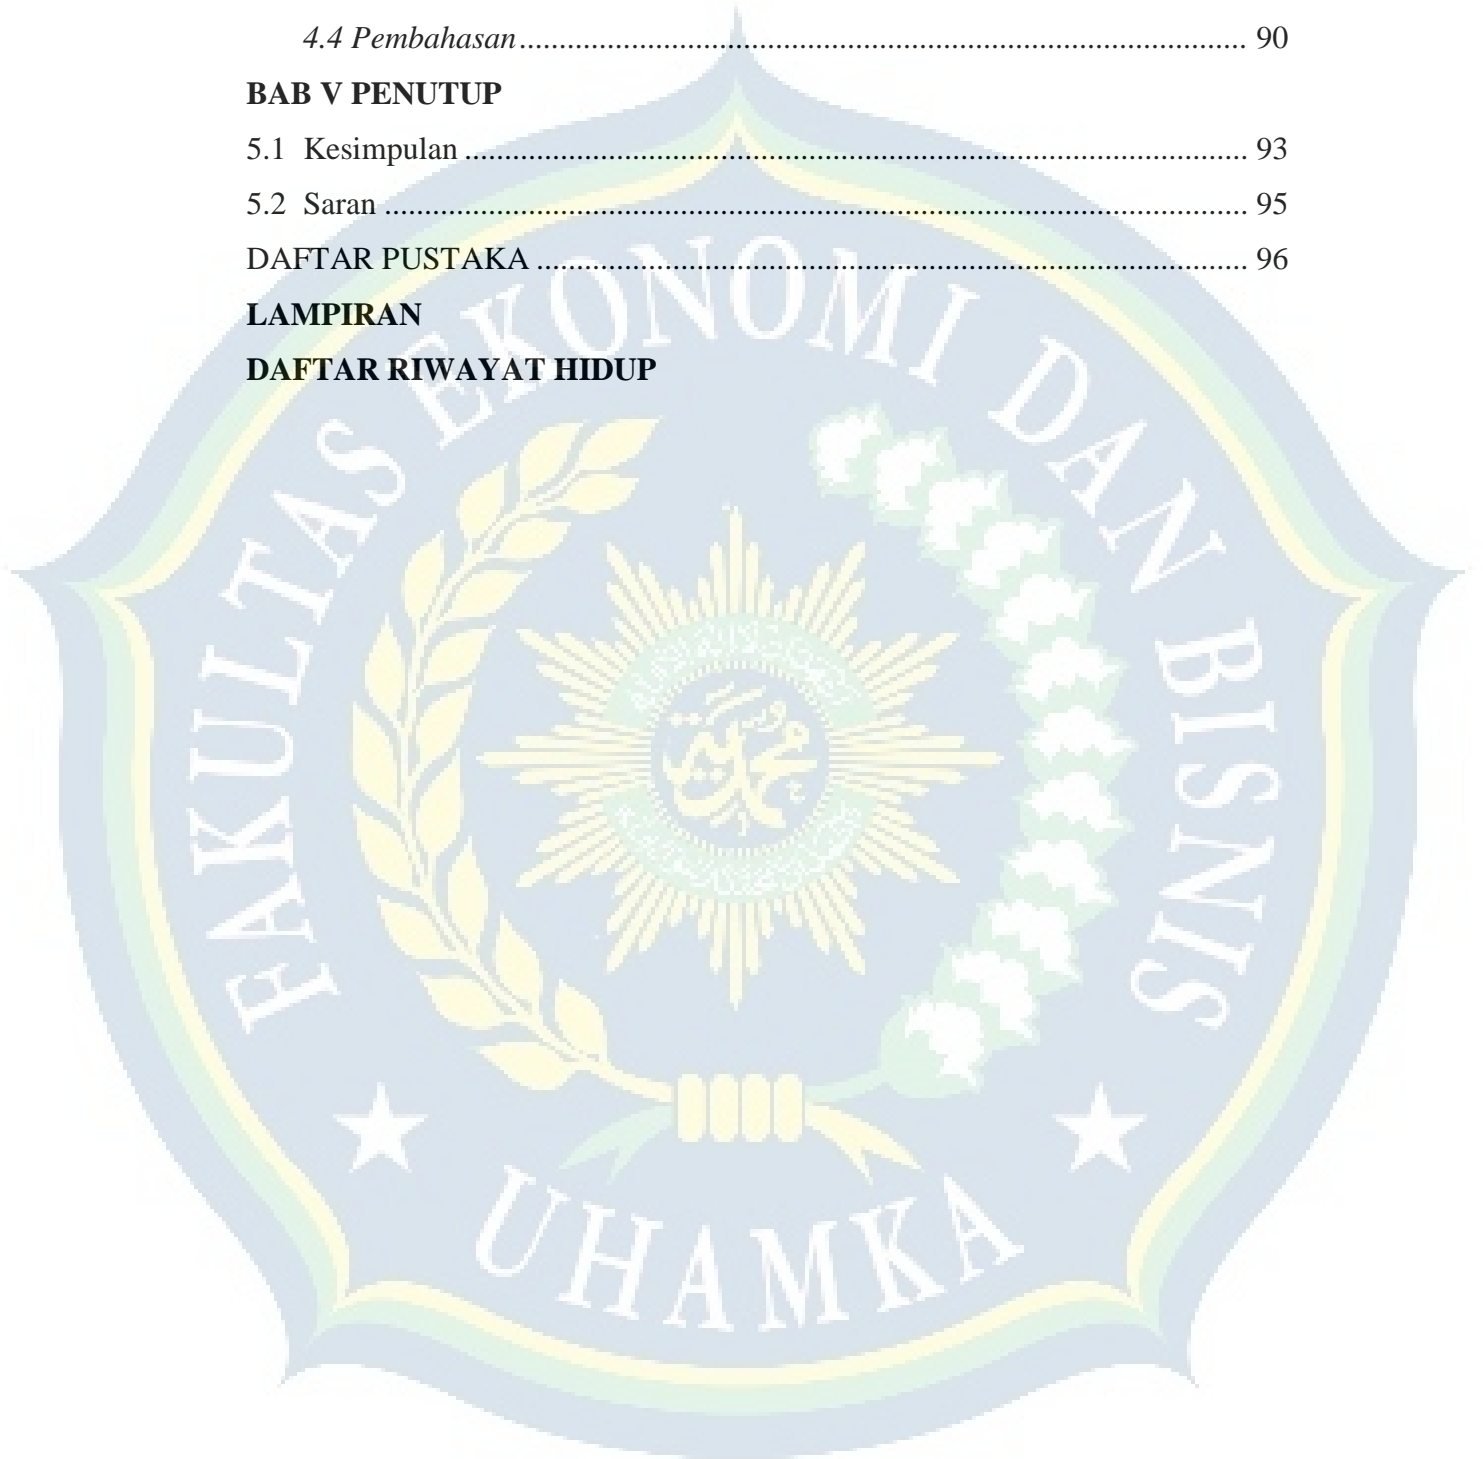 4.4 Pembahasan........................................................................................... 90
BAB V PENUTUP
5.1 Kesimpulan.................................................................................................. 93
5.2 Saran............................................................................................................ 95
DAFTAR PUSTAKA......................................................................................... 96
LAMPIRAN
DAFTAR RIWAYAT HIDUP
FAKULTAS EKONOMI DAN BISNIS
محمدية
UHAMKA